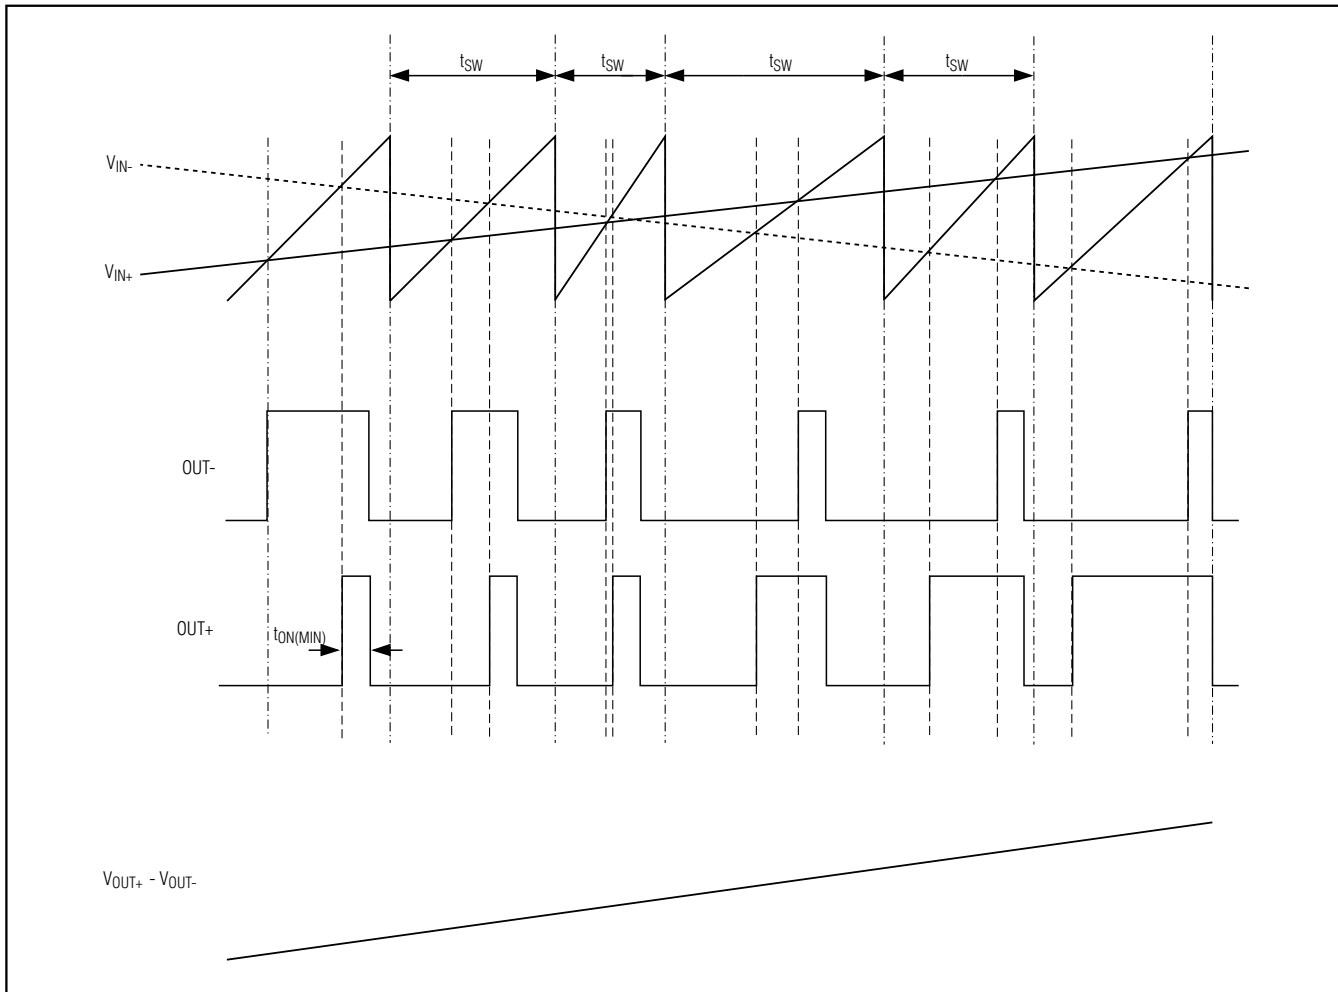 tSW tSW tSW tSW
VIN-
VIN+
OUT-
OUT+
tON(MIN)
VOUT+ - VOUT-